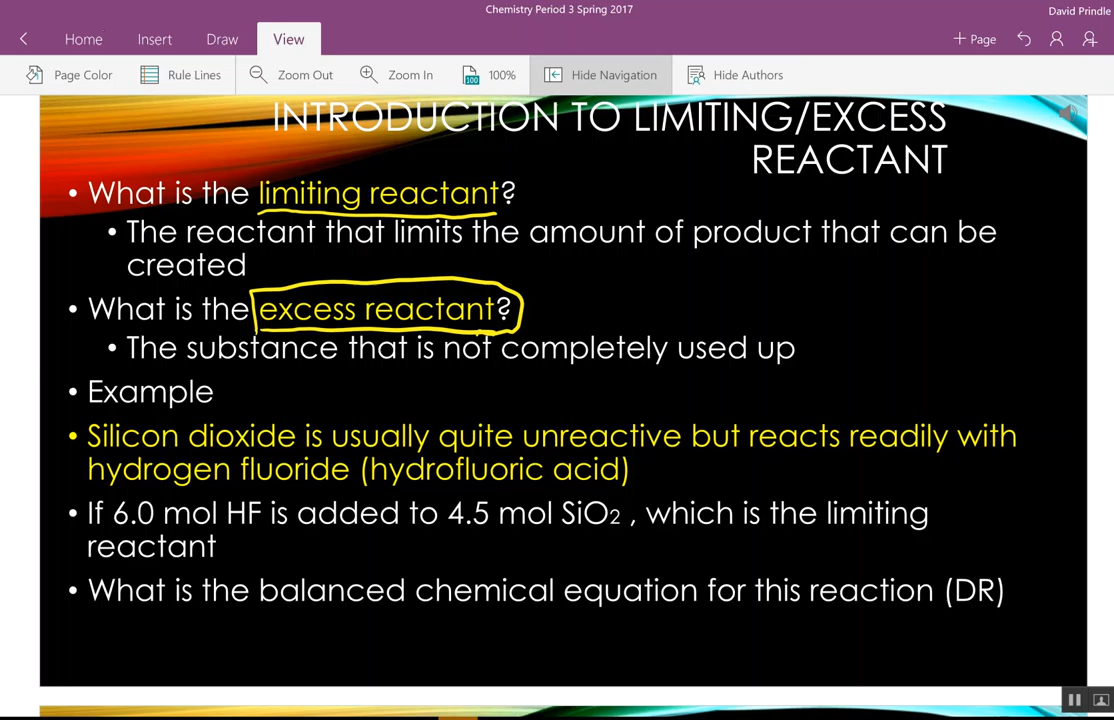 Chemistry Period 3 Spring 2017
David Prindle
Home Insert Draw View + Page
Page Color Rule Lines Zoom Out Zoom In 100 100% Hide Navigation Hide Authors
INTRODUCTION TO LIMITING/EXCESS
REACTANT
• What is the limiting reactant?
• The reactant that limits the amount of product that can be
created
• What is the excess reactant?
• The substance that is not completely used up
• Example
• Silicon dioxide is usually quite unreactive but reacts readily with
hydrogen fluoride (hydrofluoric acid)
• If 6.0 mol HF is added to 4.5 mol SiO₂ , which is the limiting
reactant
• What is the balanced chemical equation for this reaction (DR)